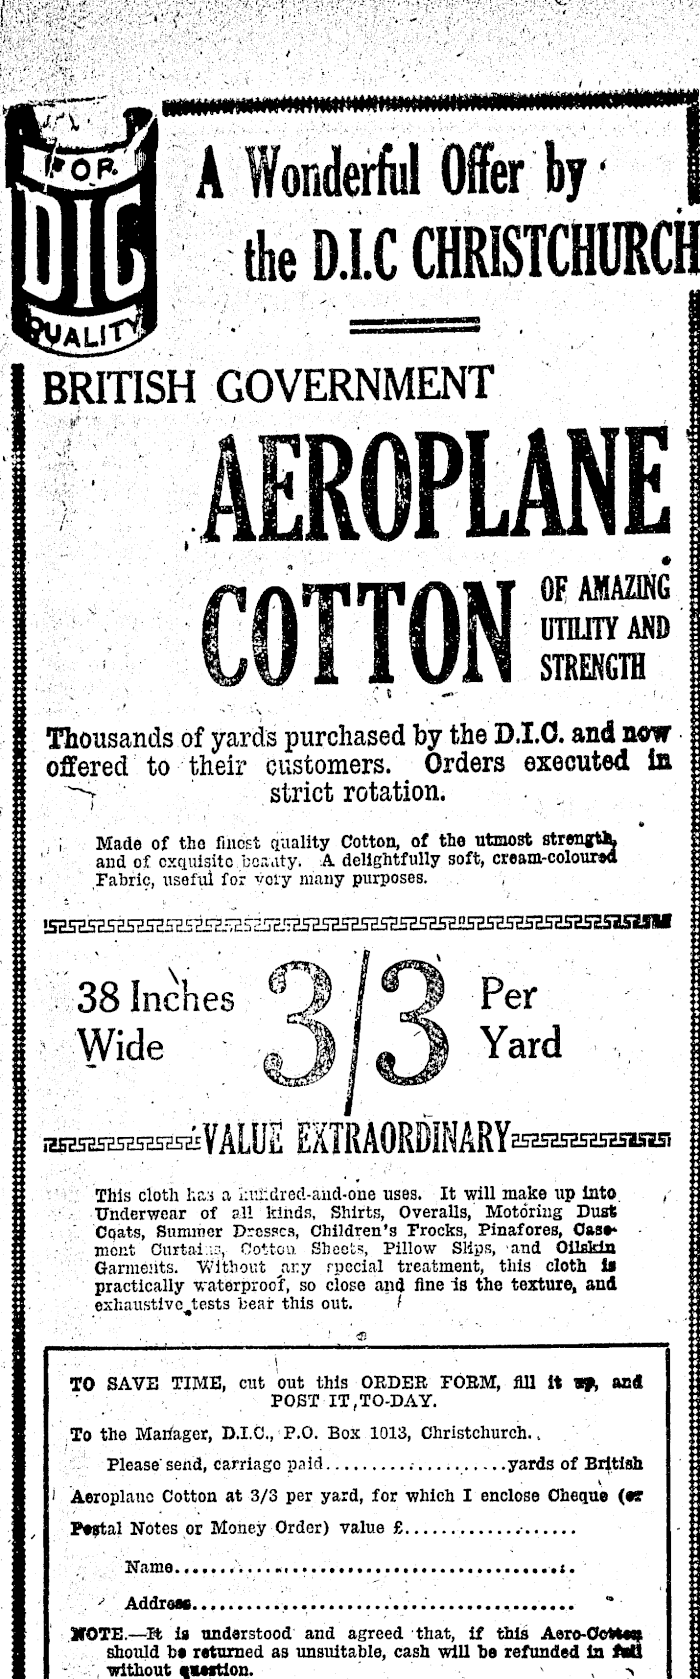 FOR
DIC
QUALITY
A Wonderful Offer by
the D.I.C CHRISTCHURCH
BRITISH GOVERNMENT
AEROPLANE
COTTON
OF AMAZING
UTILITY AND
STRENGTH
Thousands of yards purchased by the D.I.C. and now
offered to their customers. Orders executed in
strict rotation.
Made of the finest quality Cotton, of the utmost strength,
and of exquisite beauty. A delightfully soft, cream-coloured
Fabric, useful for very many purposes.
38 Inches
Wide
3/3
Per
Yard
VALUE EXTRAORDINARY
This cloth has a hundred-and-one uses. It will make up into
Underwear of all kinds, Shirts, Overalls, Motoring Dust
Coats, Summer Dresses, Children's Frocks, Pinafores, Case-
ment Curtains, Cotton Sheets, Pillow Slips, and Oilskin
Garments. Without any special treatment, this cloth is
practically waterproof, so close and fine is the texture, and
exhaustive tests bear this out.
TO SAVE TIME, cut out this ORDER FORM, fill it up, and
POST IT TO-DAY.
To the Manager, D.I.C., P.O. Box 1013, Christchurch.
Please send, carriage paid...................yards of British
Aeroplane Cotton at 3/3 per yard, for which I enclose Cheque (or
Postal Notes or Money Order) value £...................
Name............................................
Address..........................................
NOTE.—It is understood and agreed that, if this Aero-Cotton
should be returned as unsuitable, cash will be refunded in full
without question.